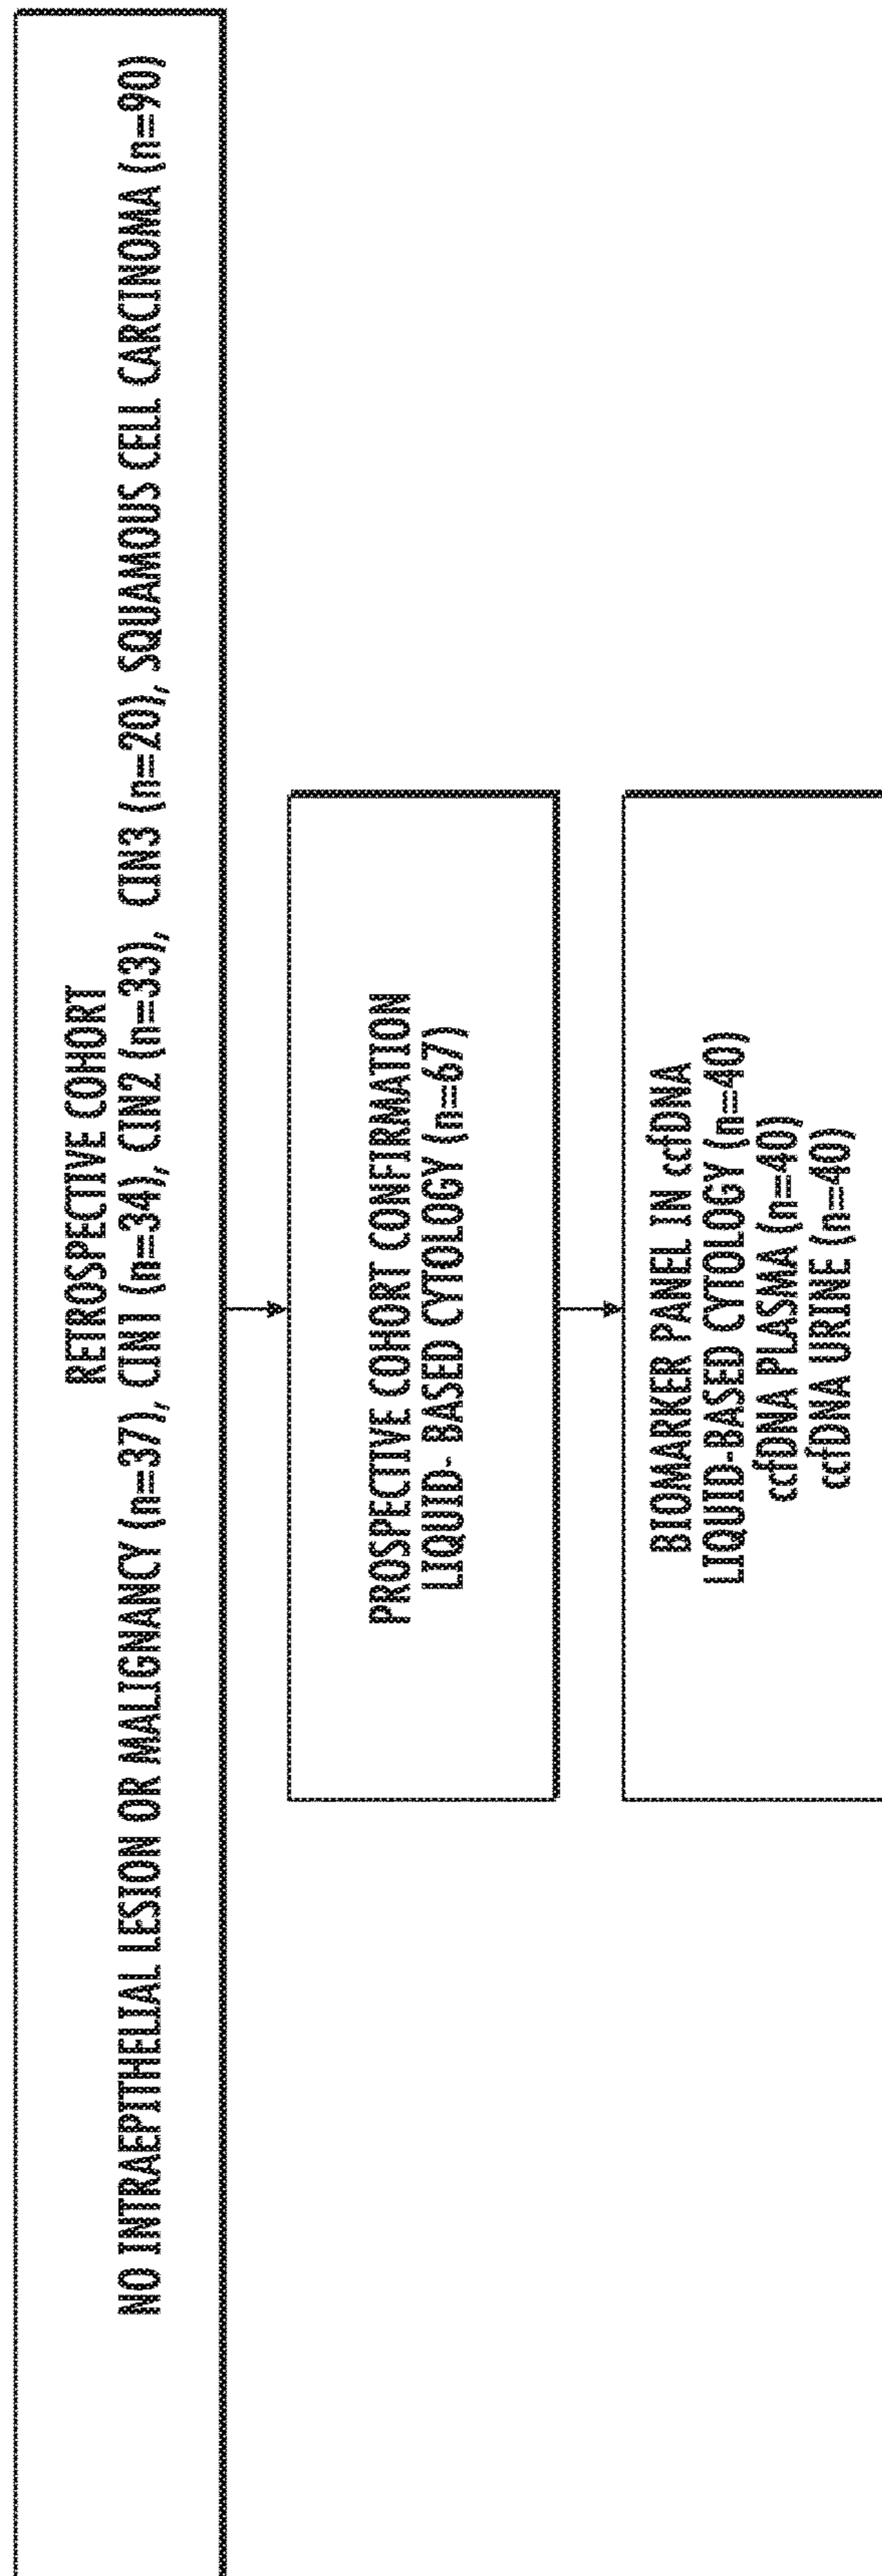 RETROSPECTIVE COHORT
NO INTRAEPITHELIAL LESION OR MALIGNANCY (n=37), CIN1 (n=34), CIN2 (n=33), CIN3 (n=20), SQUAMOUS CELL CARCINOMA (n=90)
PROSPECTIVE COHORT CONFIRMATION
LIQUID- BASED CYTOLOGY (n=67)
BIOMARKER PANEL IN ccfDNA
LIQUID-BASED CYTOLOGY (n=40)
ccfDNA PLASMA (n=40)
ccfDNA URINE (n=40)